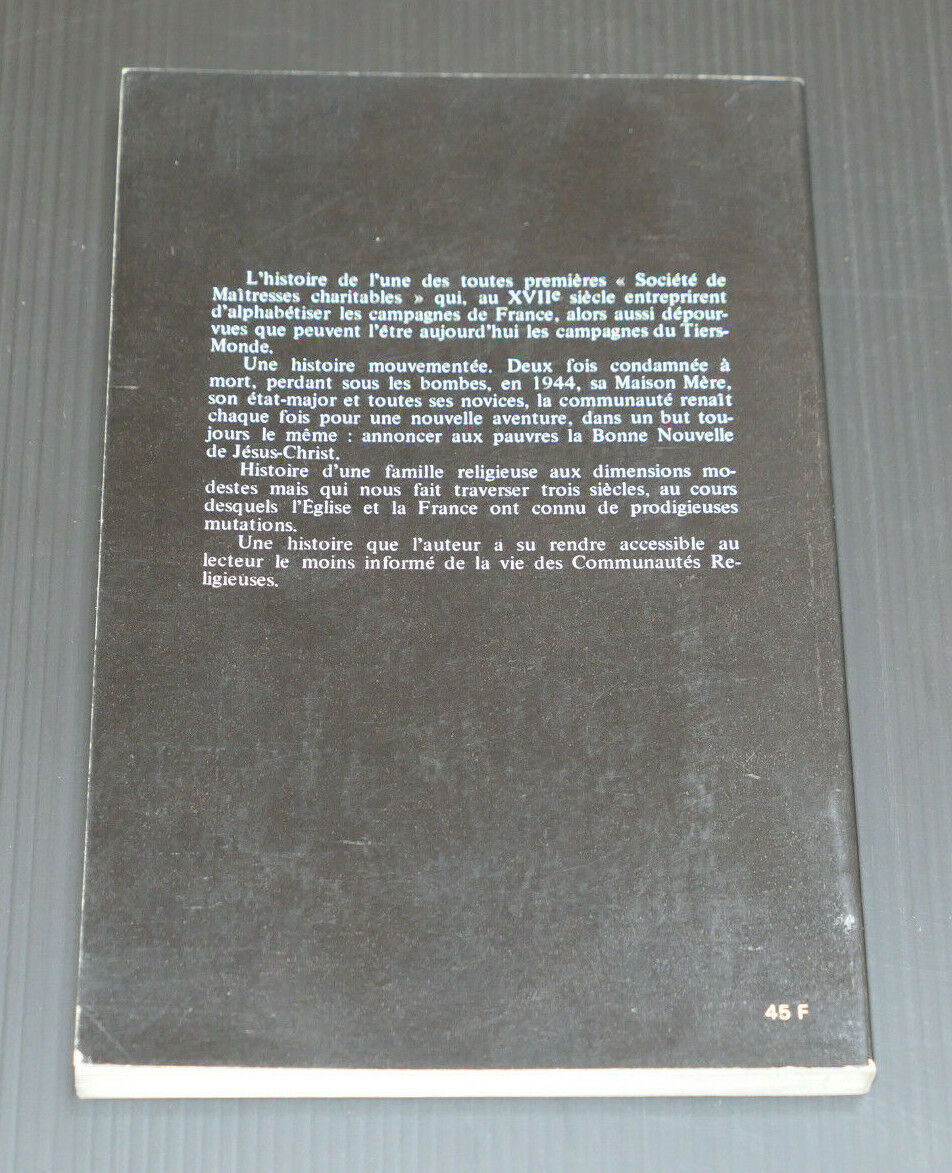 L'histoire de l'une des toutes premières « Société de
Maîtresses charitables » qui, au XVIIe siècle entreprirent
d'alphabétiser les campagnes de France, alors aussi dépour-
vues que peuvent l'être aujourd'hui les campagnes du Tiers-
Monde.
Une histoire mouvementée. Deux fois condamnée à
mort, perdant sous les bombes, en 1944, sa Maison Mère,
son état-major et toutes ses novices, la communauté renaît
chaque fois pour une nouvelle aventure, dans un but tou-
jours le même : annoncer aux pauvres la Bonne Nouvelle
de Jésus-Christ.
Histoire d'une famille religieuse aux dimensions mo-
destes mais qui nous fait traverser trois siècles, au cours
desquels l'Église et la France ont connu de prodigieuses
mutations.
Une histoire que l'auteur a su rendre accessible au
lecteur le moins informé de la vie des Communautés Re-
ligieuses.
45 F